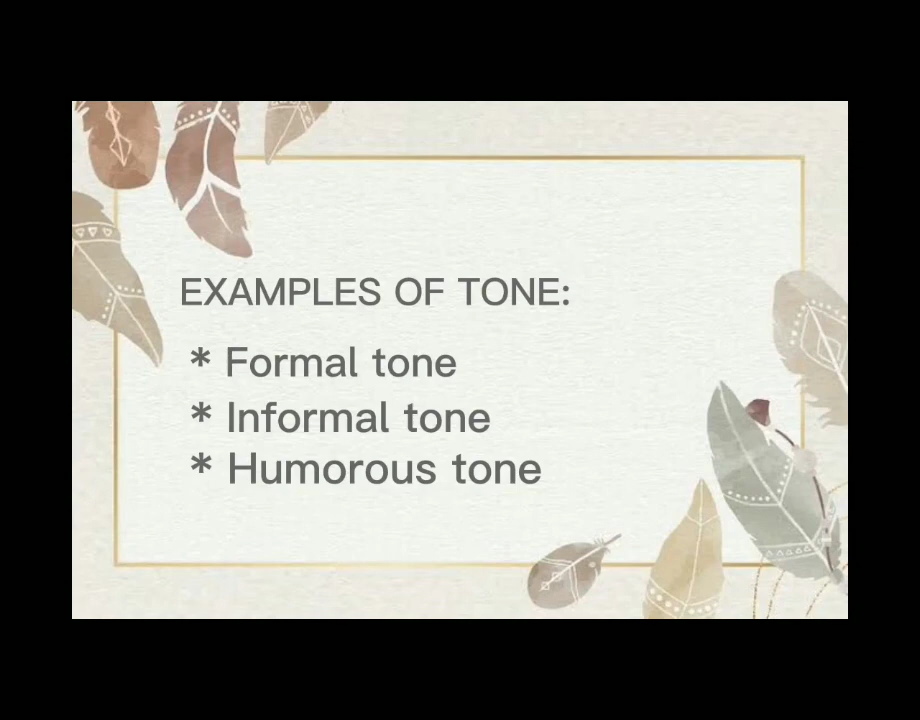 EXAMPLES OF TONE:
* Formal tone
* Informal tone
* Humorous tone